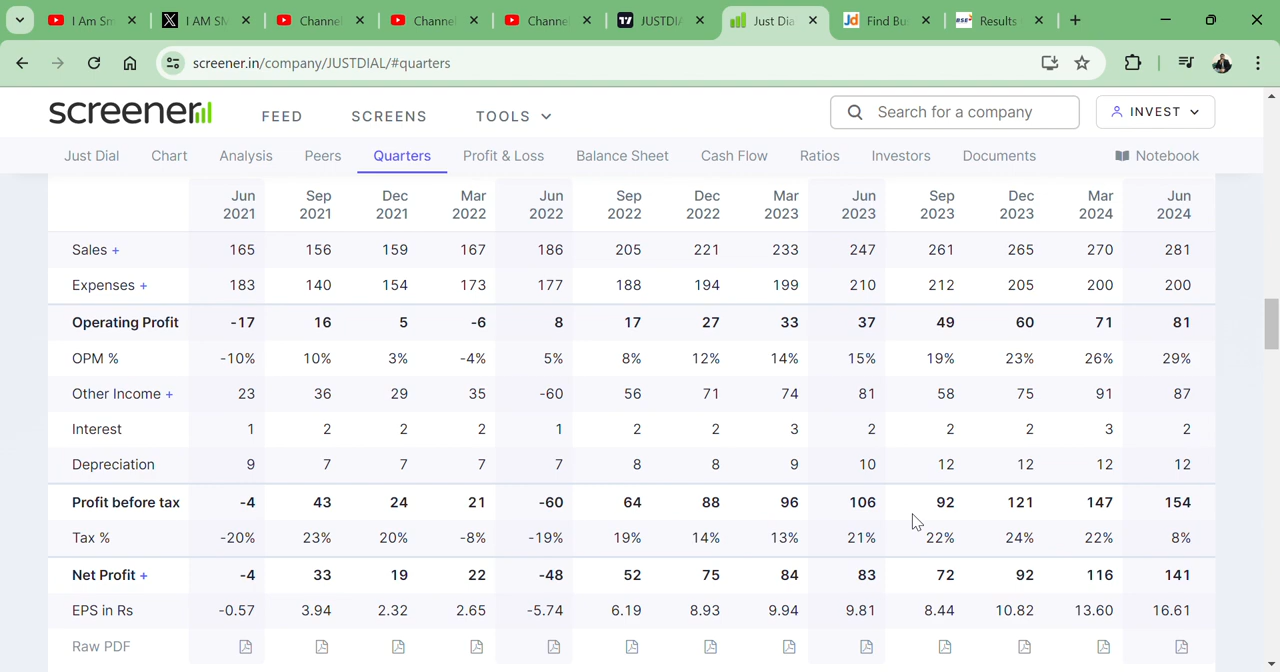 I Am Sm
I AM SM
Channel
Channel
Channel
JUSTDIA
Just Dia
Jd Find Bus
BSE Results
screener.in/company/JUSTDIAL/#quarters
screener FEED SCREENS TOOLS Search for a company INVEST
Just Dial Chart Analysis Peers Quarters Profit & Loss Balance Sheet Cash Flow Ratios Investors Documents Notebook
Jun Sep Dec Mar Jun Sep Dec Mar Jun Sep Dec Mar Jun
2021 2021 2021 2022 2022 2022 2022 2023 2023 2023 2023 2024 2024
Sales + 165 156 159 167 186 205 221 233 247 261 265 270 281
Expenses + 183 140 154 173 177 188 194 199 210 212 205 200 200
Operating Profit -17 16 5 -6 8 17 27 33 37 49 60 71 81
OPM % -10% 10% 3% -4% 5% 8% 12% 14% 15% 19% 23% 26% 29%
Other Income + 23 36 29 35 -60 56 71 74 81 58 75 91 87
Interest 1 2 2 2 1 2 2 3 2 2 2 3 2
Depreciation 9 7 7 7 7 8 8 9 10 12 12 12 12
Profit before tax -4 43 24 21 -60 64 88 96 106 92 121 147 154
Tax % -20% 23% 20% -8% -19% 19% 14% 13% 21% 22% 24% 22% 8%
Net Profit + -4 33 19 22 -48 52 75 84 83 72 92 116 141
EPS in Rs -0.57 3.94 2.32 2.65 -5.74 6.19 8.93 9.94 9.81 8.44 10.82 13.60 16.61
Raw PDF